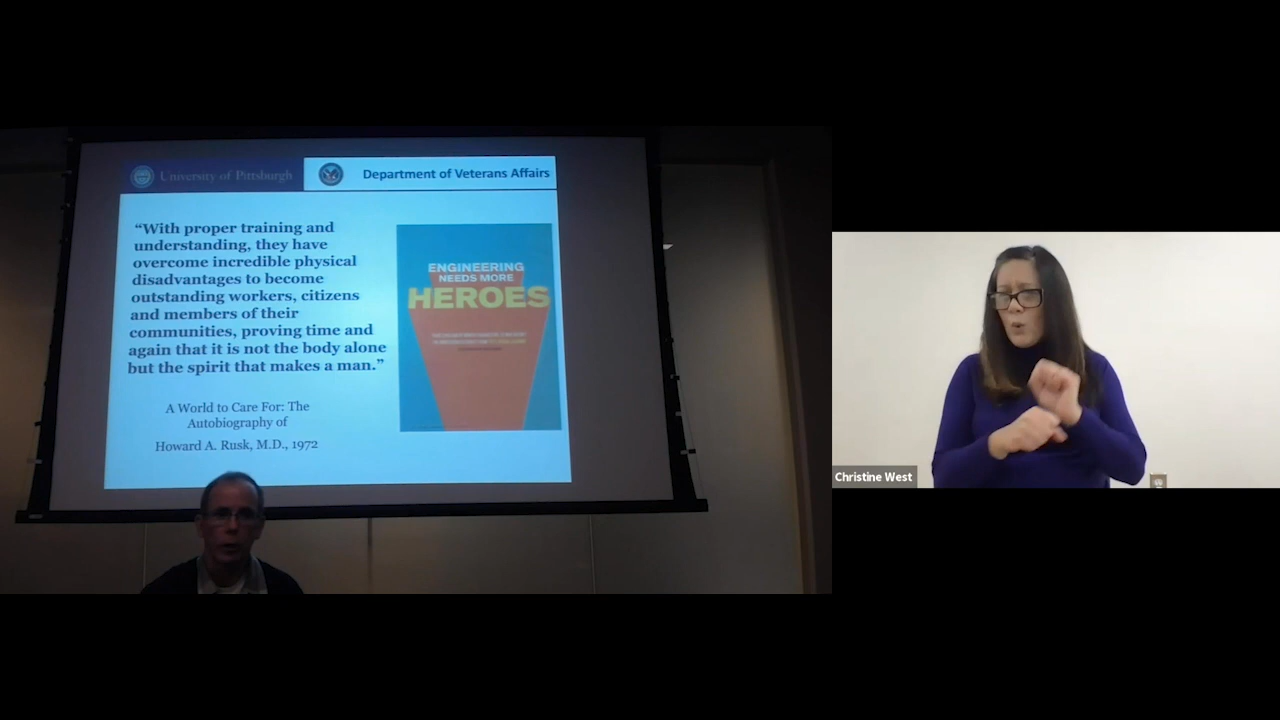 University of Pittsburgh
Department of Veterans Affairs
“With proper training and
understanding, they have
overcome incredible physical
disadvantages to become
outstanding workers, citizens
and members of their
communities, proving time and
again that it is not the body alone
but the spirit that makes a man.”
A World to Care For: The
Autobiography of
Howard A. Rusk, M.D., 1972
ENGINEERING
NEEDS MORE
HEROES
Christine West